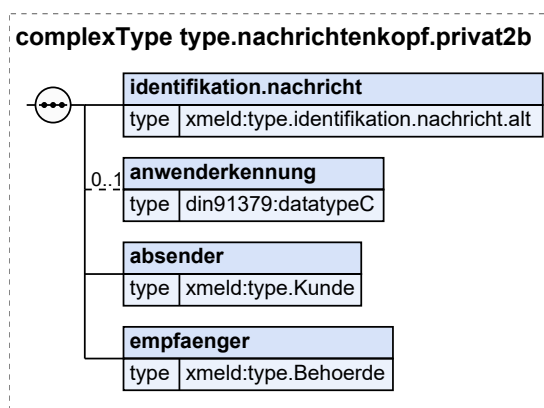 complexType type.nachrichtenkopf.privat2b
identifikation.nachricht
type xmeld:type.identifikation.nachricht.alt
0..1
anwenderkennung
type din91379:datatypeC
absender
type xmeld:type.Kunde
empfaenger
type xmeld:type.Behoerde